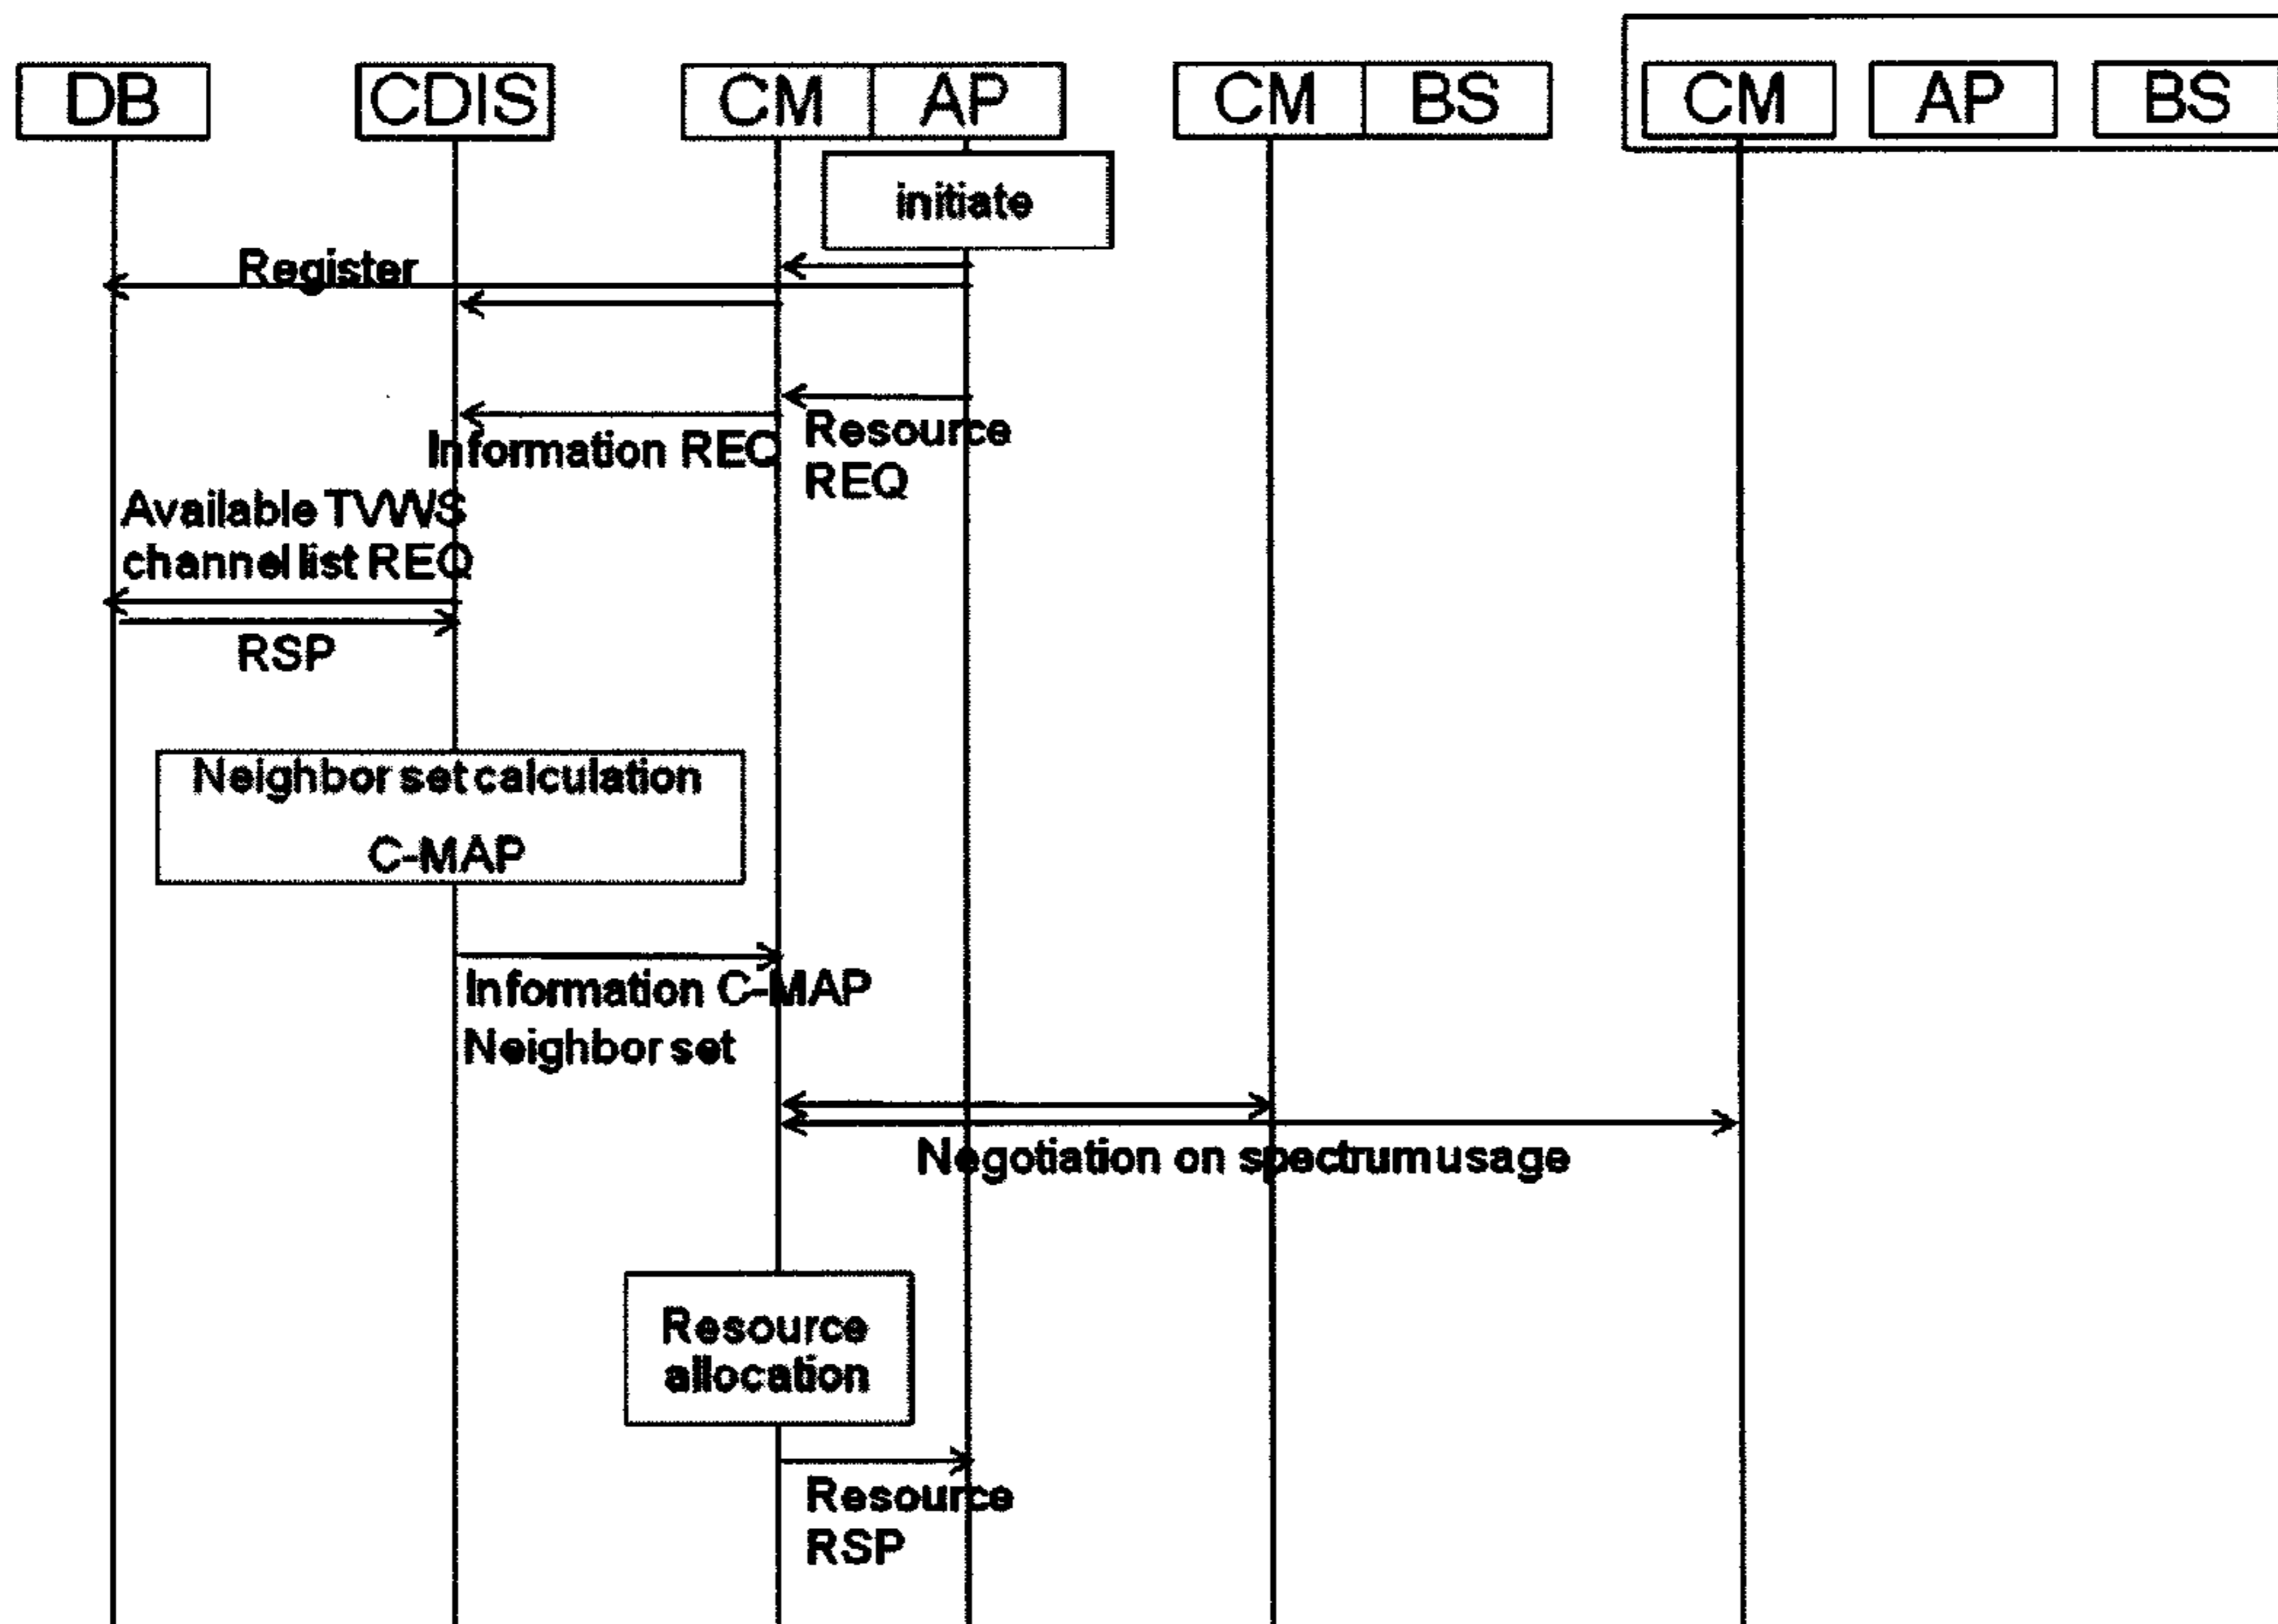 DB
CDIS
CM
AP
CM
BS
CM
AP
BS
initiate
Register
Information REQ
Resource
REQ
Available TVWS
channel list REQ
RSP
Neighbor set calculation
C-MAP
Information C-MAP
Neighbor set
Negotiation on spectrum usage
Resource
allocation
Resource
RSP